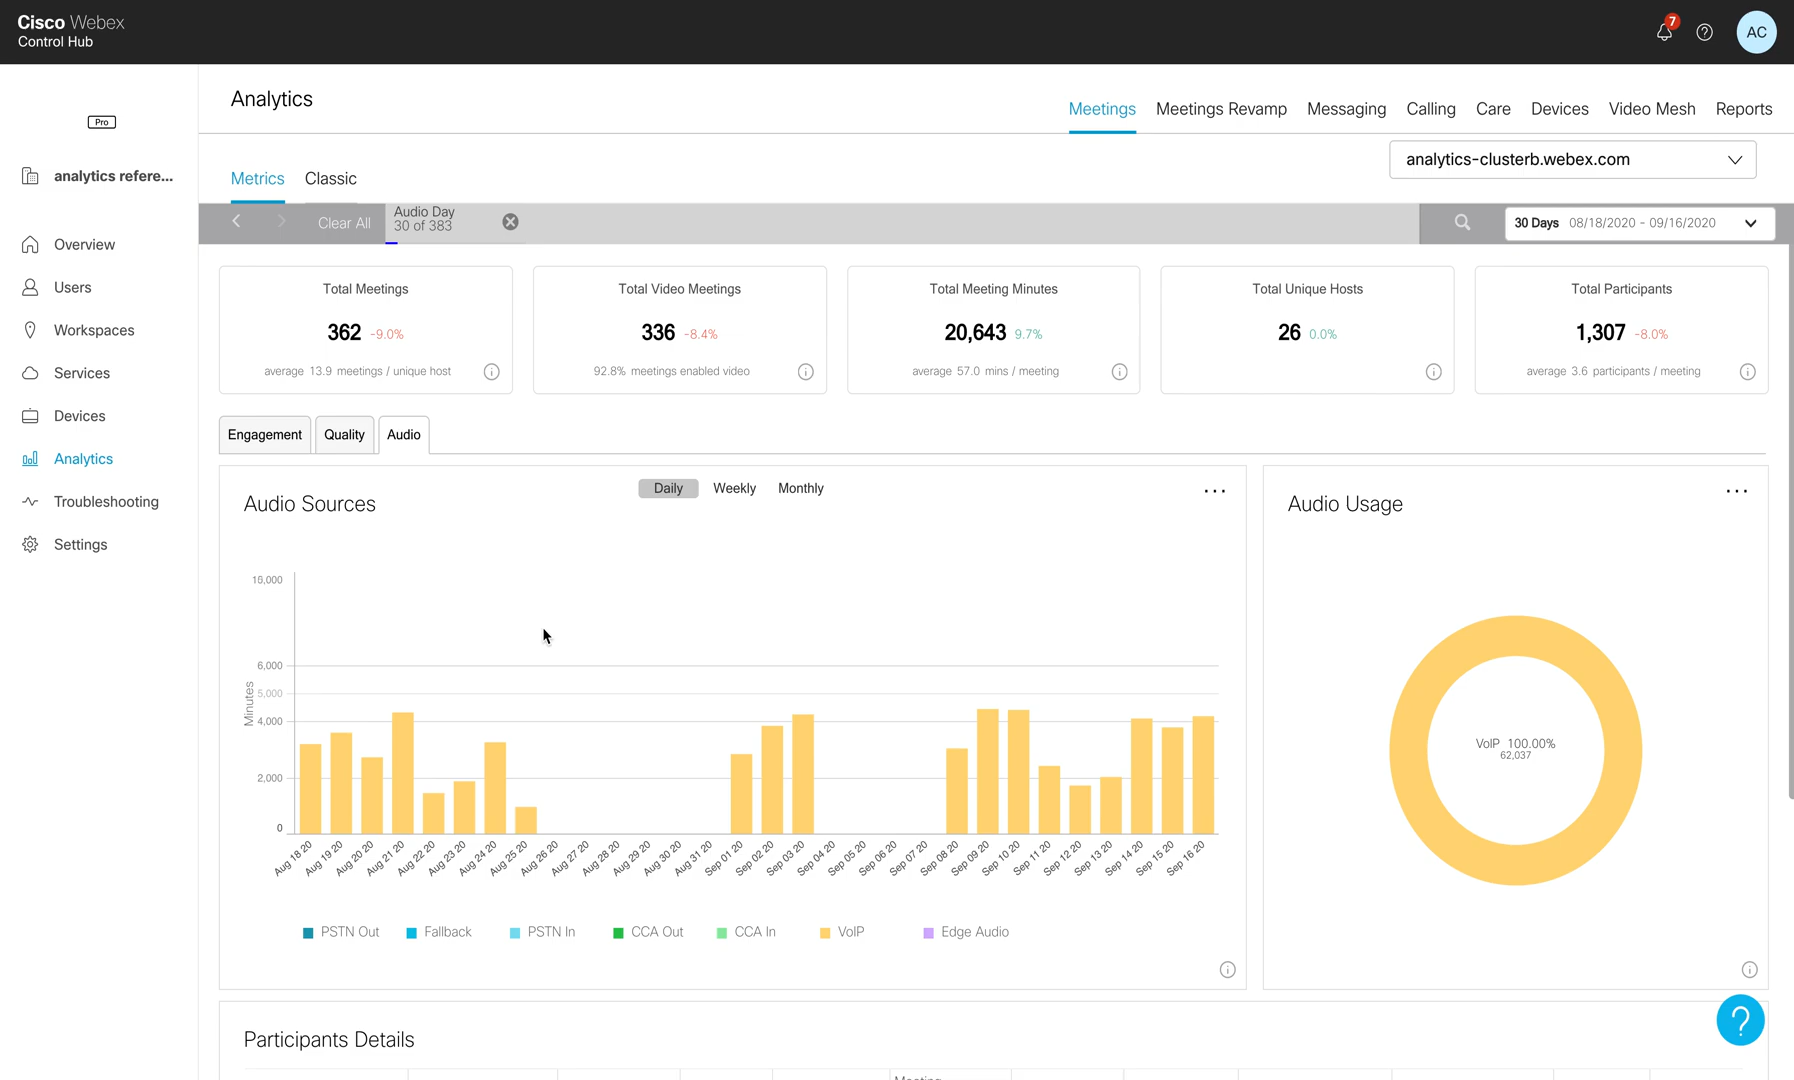 Cisco Webex
Control Hub
7
AC
Pro
analytics refere...
Overview
Users
Workspaces
Services
Devices
Analytics
Troubleshooting
Settings
Analytics
Meetings
Meetings Revamp
Messaging
Calling
Care
Devices
Video Mesh
Reports
analytics-clusterb.webex.com
Metrics
Classic
Clear All
Audio Day
30 of 383
30 Days 08/18/2020 - 09/16/2020
Total Meetings
362 -9.0%
average 13.9 meetings / unique host
Total Video Meetings
336 -8.4%
92.8% meetings enabled video
Total Meeting Minutes
20,643 9.7%
average 57.0 mins / meeting
Total Unique Hosts
26 0.0%
Total Participants
1,307 -8.0%
average 3.6 participants / meeting
Engagement
Quality
Audio
Audio Sources
Daily
Weekly
Monthly
6,000
5,000
4,000
2,000
0
Minutes
Aug 18 20
Aug 19 20
Aug 20 20
Aug 21 20
Aug 22 20
Aug 23 20
Aug 24 20
Aug 25 20
Aug 26 20
Aug 27 20
Aug 28 20
Aug 29 20
Aug 30 20
Aug 31 20
Sep 01 20
Sep 02 20
Sep 03 20
Sep 04 20
Sep 05 20
Sep 06 20
Sep 07 20
Sep 08 20
Sep 09 20
Sep 10 20
Sep 11 20
Sep 12 20
Sep 13 20
Sep 14 20
Sep 15 20
Sep 16 20
PSTN Out
Fallback
PSTN In
CCA Out
CCA In
VoIP
Edge Audio
Audio Usage
VoIP 100.00%
62,037
Participants Details
?